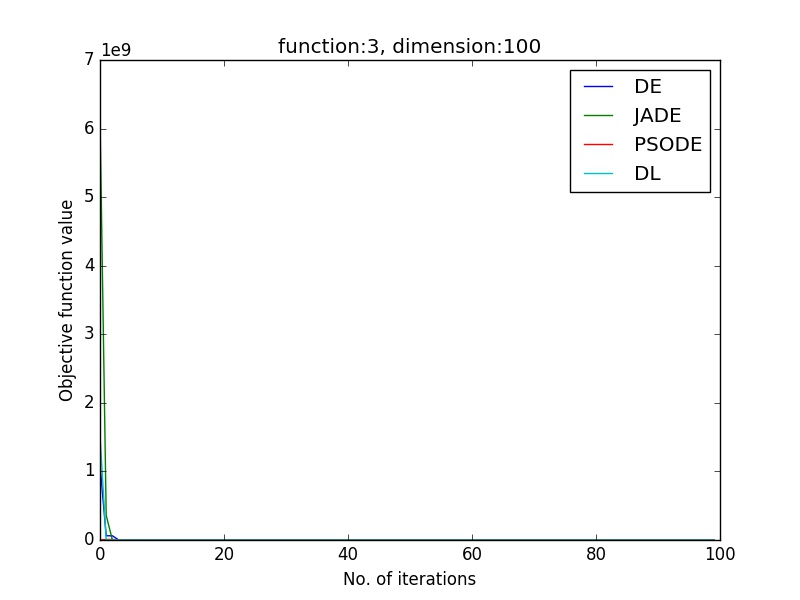 function:3, dimension:100
1e9
7
6
5
4
3
2
1
0
Objective function value
DE
JADE
PSODE
DL
0 20 40 60 80 100
No. of iterations